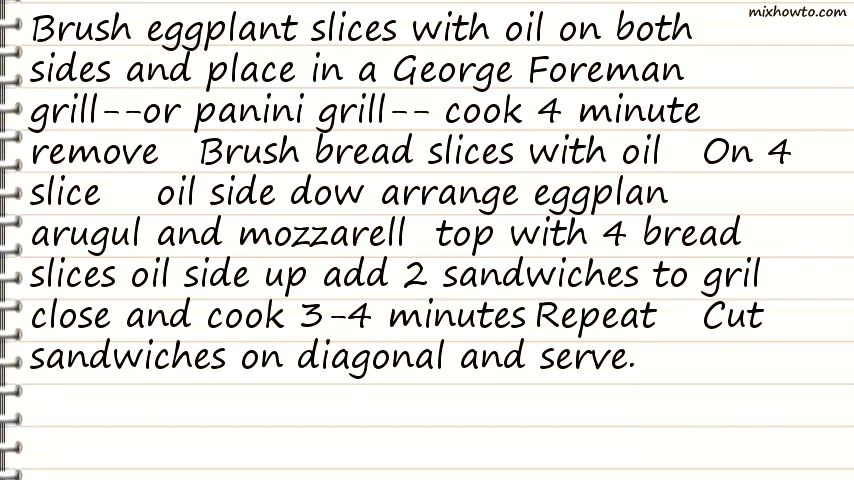 mixhowto.com
Brush eggplant slices with oil on both
sides and place in a George Foreman
grill--or panini grill-- cook 4 minute
remove Brush bread slices with oil On 4
slice oil side dow arrange eggplan
arugul and mozzarell top with 4 bread
slices oil side up add 2 sandwiches to gril
close and cook 3-4 minutes Repeat Cut
sandwiches on diagonal and serve.